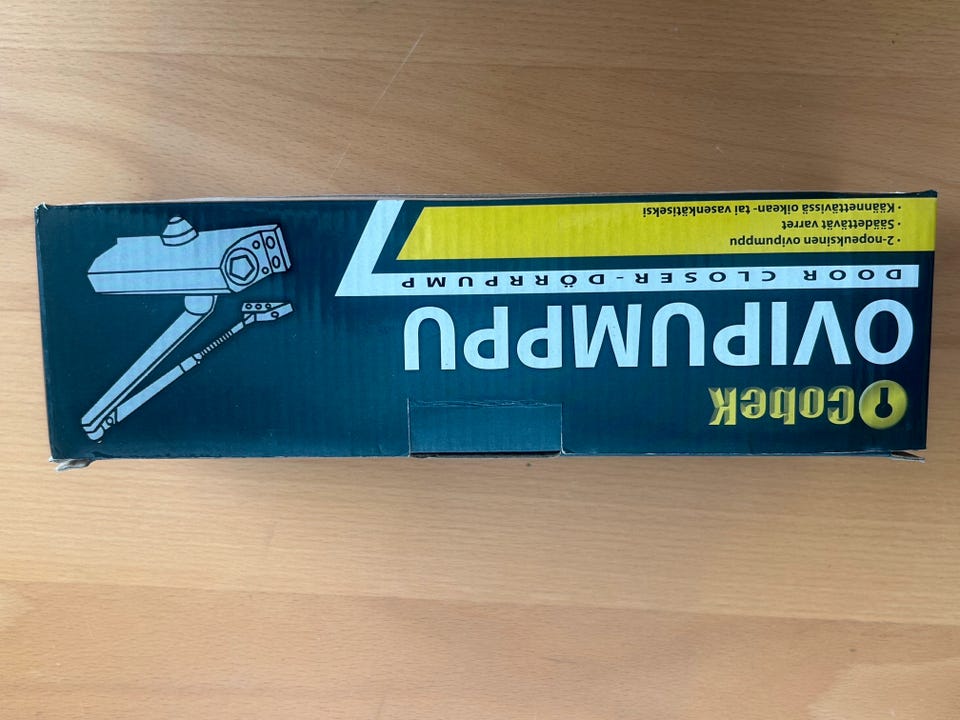 Cobek
OVIPUMPPU
DOOR CLOSER-DÖRRPUMP
• 2-nopeuksinen ovipumppu
• Säädettävät varret
• Käännettävissä oikean- tai vasenkätiseksi